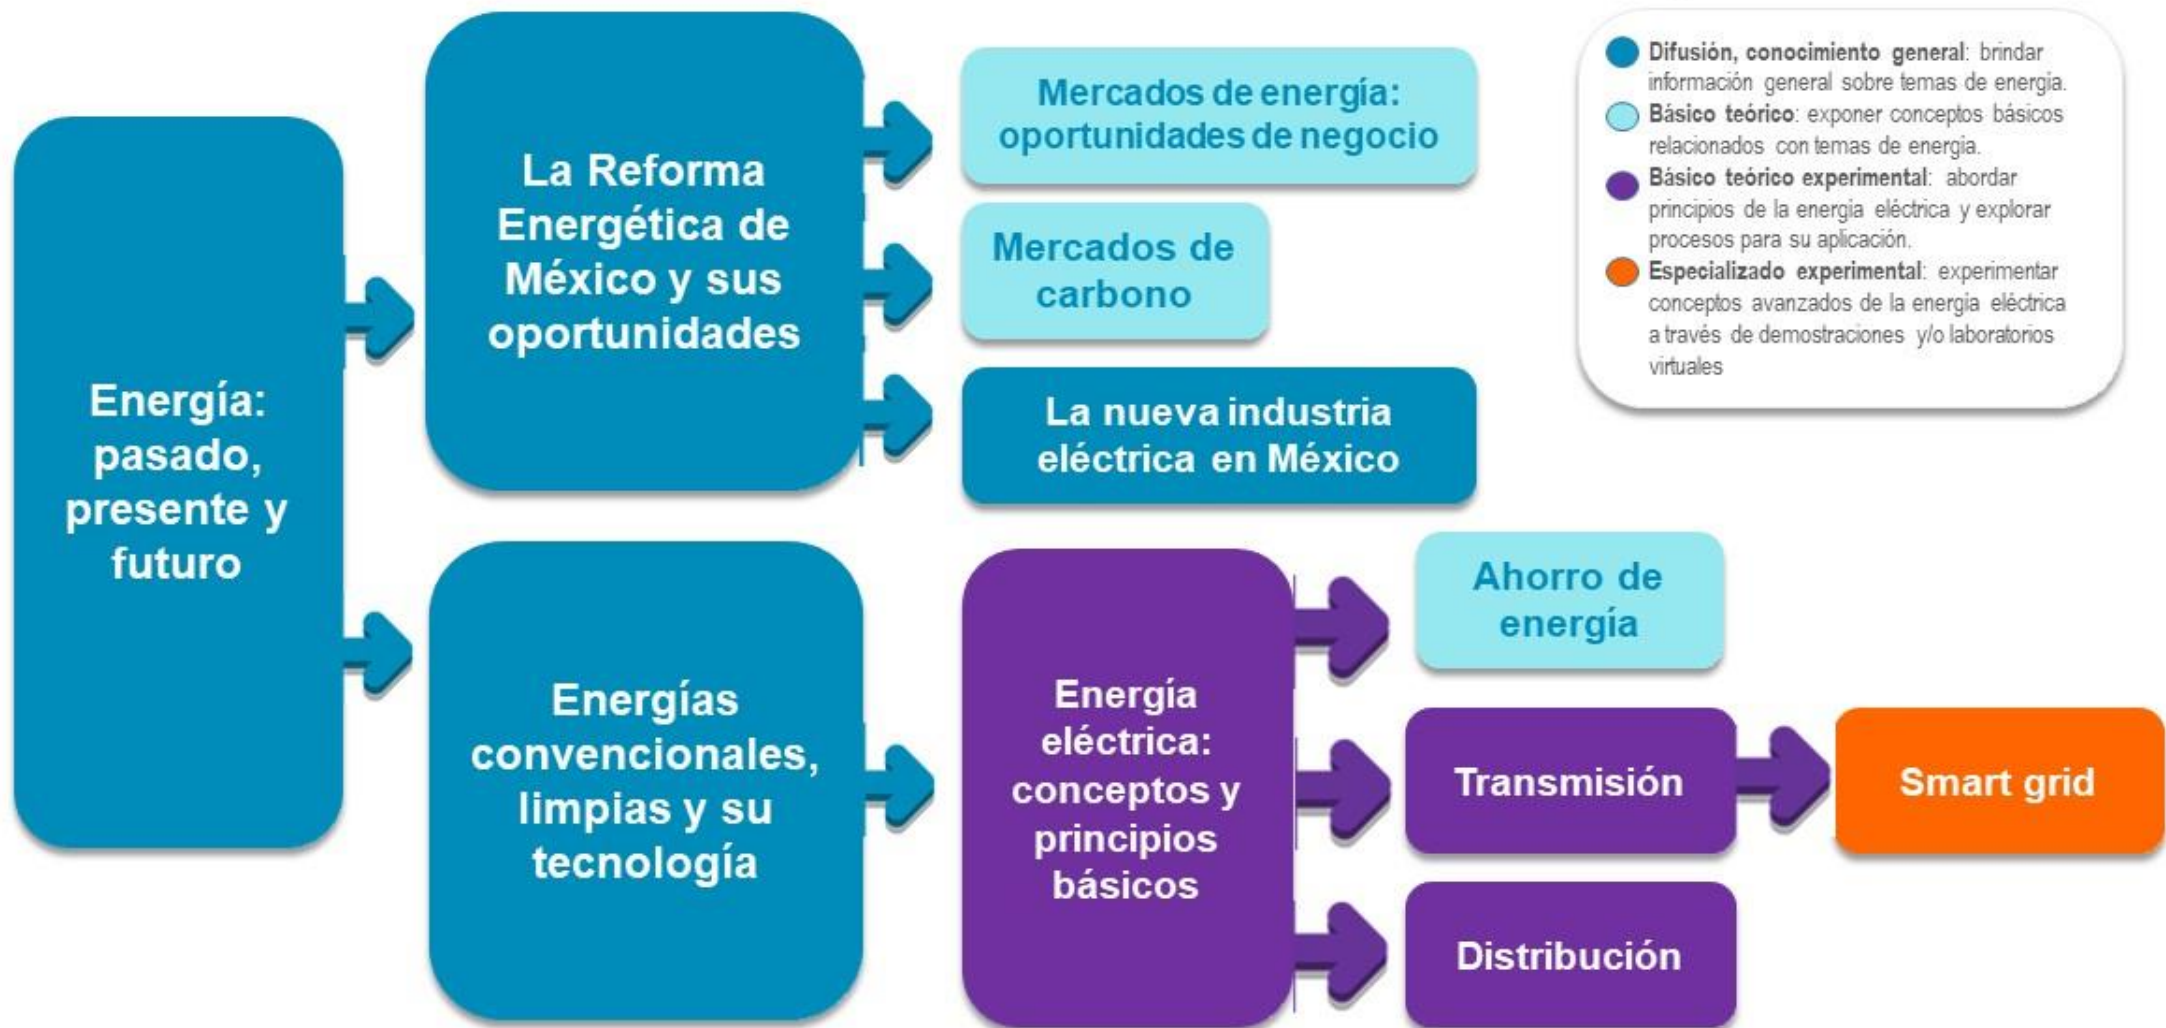 Energía:
pasado,
presente y
futuro
La Reforma
Energética de
México y sus
oportunidades
Mercados de energía:
oportunidades de negocio
Mercados de
carbono
La nueva industria
eléctrica en México
Energías
convencionales,
limpias y su
tecnología
Energía
eléctrica:
conceptos y
principios
básicos
Ahorro de
energía
Transmisión
Smart grid
Distribución
Difusión, conocimiento general: brindar
información general sobre temas de energía.
Básico teórico: exponer conceptos básicos
relacionados con temas de energía.
Básico teórico experimental: abordar
principios de la energía eléctrica y explorar
procesos para su aplicación.
Especializado experimental: experimentar
conceptos avanzados de la energía eléctrica
a través de demostraciones y/o laboratorios
virtuales